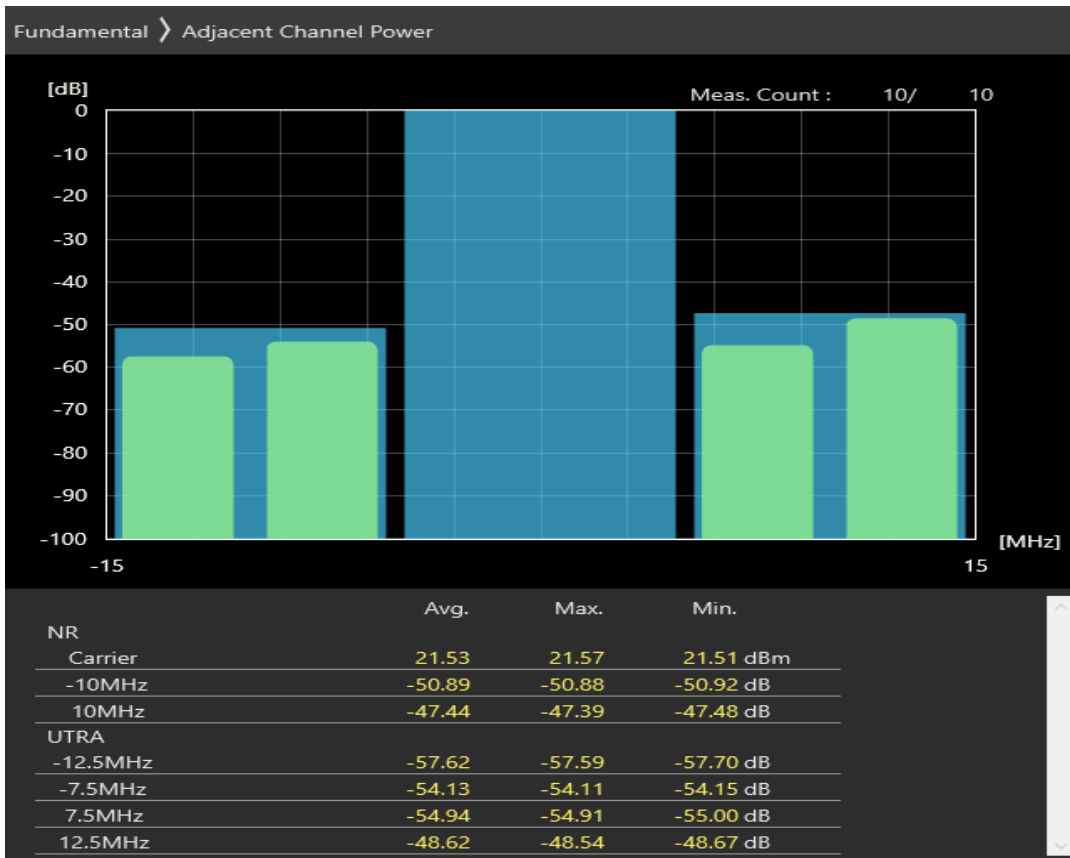 Fundamental ❯ Adjacent Channel Power
[dB]
Meas. Count : 10/ 10
0
-10
-20
-30
-40
-50
-60
-70
-80
-90
-100
[MHz]
-15 15
Avg. Max. Min.
NR
Carrier 21.53 21.57 21.51 dBm
-10MHz -50.89 -50.88 -50.92 dB
10MHz -47.44 -47.39 -47.48 dB
UTRA
-12.5MHz -57.62 -57.59 -57.70 dB
-7.5MHz -54.13 -54.11 -54.15 dB
7.5MHz -54.94 -54.91 -55.00 dB
12.5MHz -48.62 -48.54 -48.67 dB